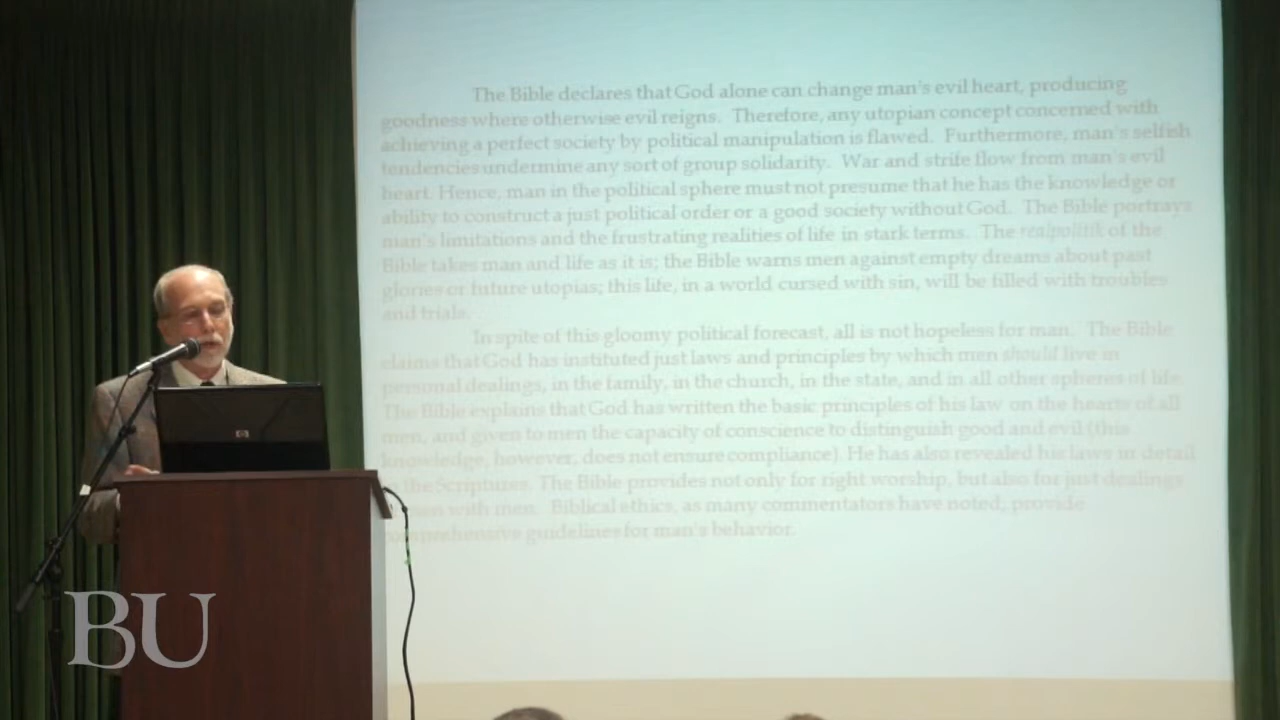 The Bible declares that God alone can change man's evil heart, producing
goodness where otherwise evil reigns. Therefore, any utopian concept concerned with
achieving a perfect society by political manipulation is flawed. Furthermore, man's selfish
tendencies undermine any sort of group solidarity. War and strife flow from man's evil
heart. Hence, man in the political sphere must not presume that he has the knowledge or
ability to construct a just political order or a good society without God. The Bible portrays
man's limitations and the frustrating realities of life in stark terms. The realpolitik of the
Bible takes man and life as it is; the Bible warns men against empty dreams about past
glories or future utopias; this life, in a world cursed with sin, will be filled with troubles
and trials.
In spite of this gloomy political forecast, all is not hopeless for man. The Bible
claims that God has instituted just laws and principles by which men should live in
personal dealings, in the family, in the church, in the state, and in all other spheres of life.
The Bible explains that God has written the basic principles of his law on the hearts of all
men, and given to men the capacity of conscience to distinguish good and evil (this
knowledge, however, does not ensure compliance). He has also revealed his laws in detail
the Scriptures. The Bible provides not only for right worship, but also for just dealings
men with men. Biblical ethics, as many commentators have noted, provide
comprehensive guidelines for man's behavior.
hp
BU